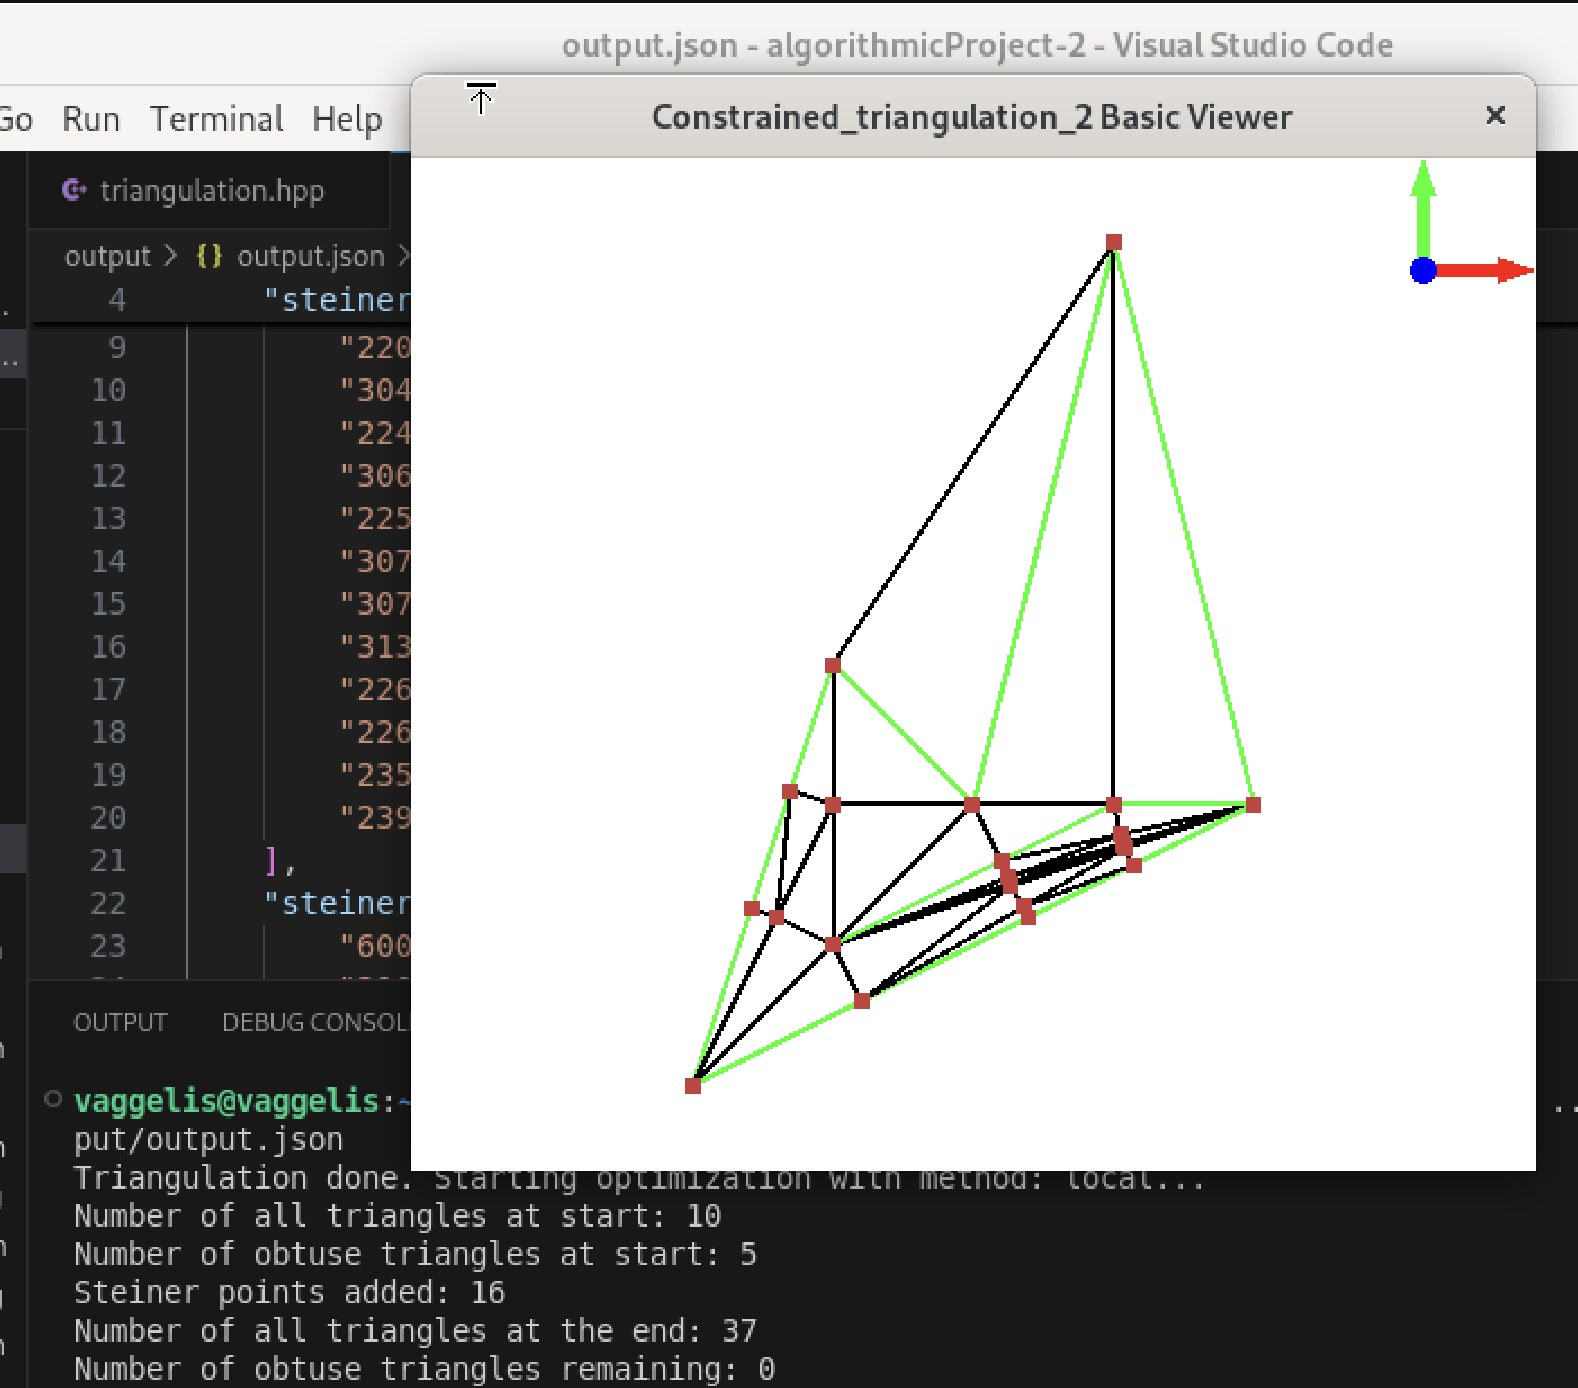 output.json - algorithmicProject-2 - Visual Studio Code
Go Run Terminal Help
Constrained_triangulation_2 Basic Viewer ×
triangulation.hpp
output > {} output.json >
4 "steiner
9 "220
10 "304
11 "224
12 "306
13 "225
14 "307
15 "307
16 "313
17 "226
18 "226
19 "235
20 "239
21 ],
22 "steiner
23 "600
OUTPUT DEBUG CONSOL
vaggelis@vaggelis:~
put/output.json
Triangulation done. Starting optimization with method: local...
Number of all triangles at start: 10
Number of obtuse triangles at start: 5
Steiner points added: 16
Number of all triangles at the end: 37
Number of obtuse triangles remaining: 0